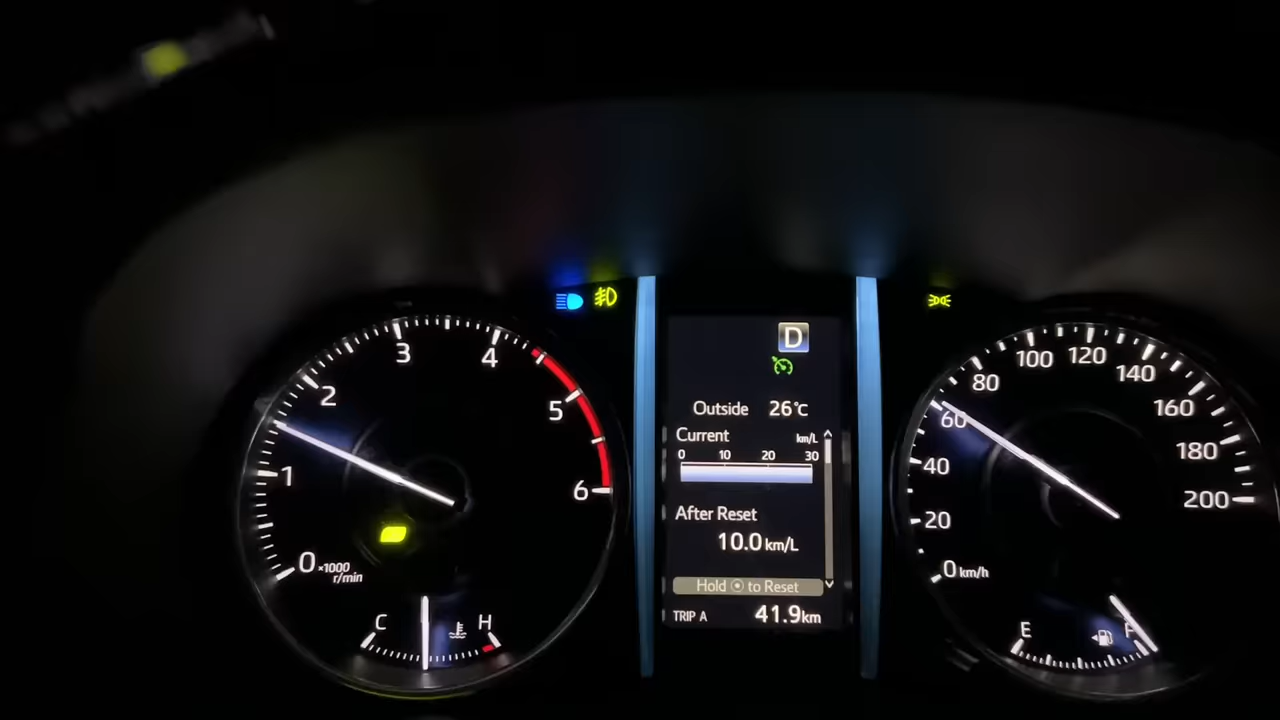 0
1
2
3
4
5
6
×1000
r/min
C
H
D
Outside 26℃
Current km/L
0 10 20 30
After Reset
10.0 km/L
Hold to Reset
TRIP A 41.9km
0 km/h
20
40
60
80
100
120
140
160
180
200
E
F